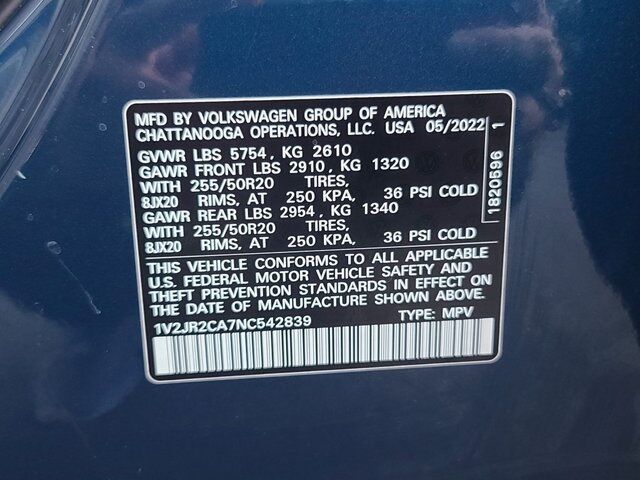 MFD BY VOLKSWAGEN GROUP OF AMERICA
CHATTANOOGA OPERATIONS, LLC. USA 05/2022
GVWR LBS 5754, KG 2610
GAWR FRONT LBS 2910, KG 1320
WITH 255/50R20 TIRES,
8JX20 RIMS, AT 250 KPA, 36 PSI COLD
GAWR REAR LBS 2954, KG 1340
WITH 255/50R20 TIRES,
8JX20 RIMS, AT 250 KPA, 36 PSI COLD
THIS VEHICLE CONFORMS TO ALL APPLICABLE
U.S. FEDERAL MOTOR VEHICLE SAFETY AND
THEFT PREVENTION STANDARDS IN EFFECT ON
THE DATE OF MANUFACTURE SHOWN ABOVE.
1V2JR2CA7NC542839 TYPE: MPV
1820596 1